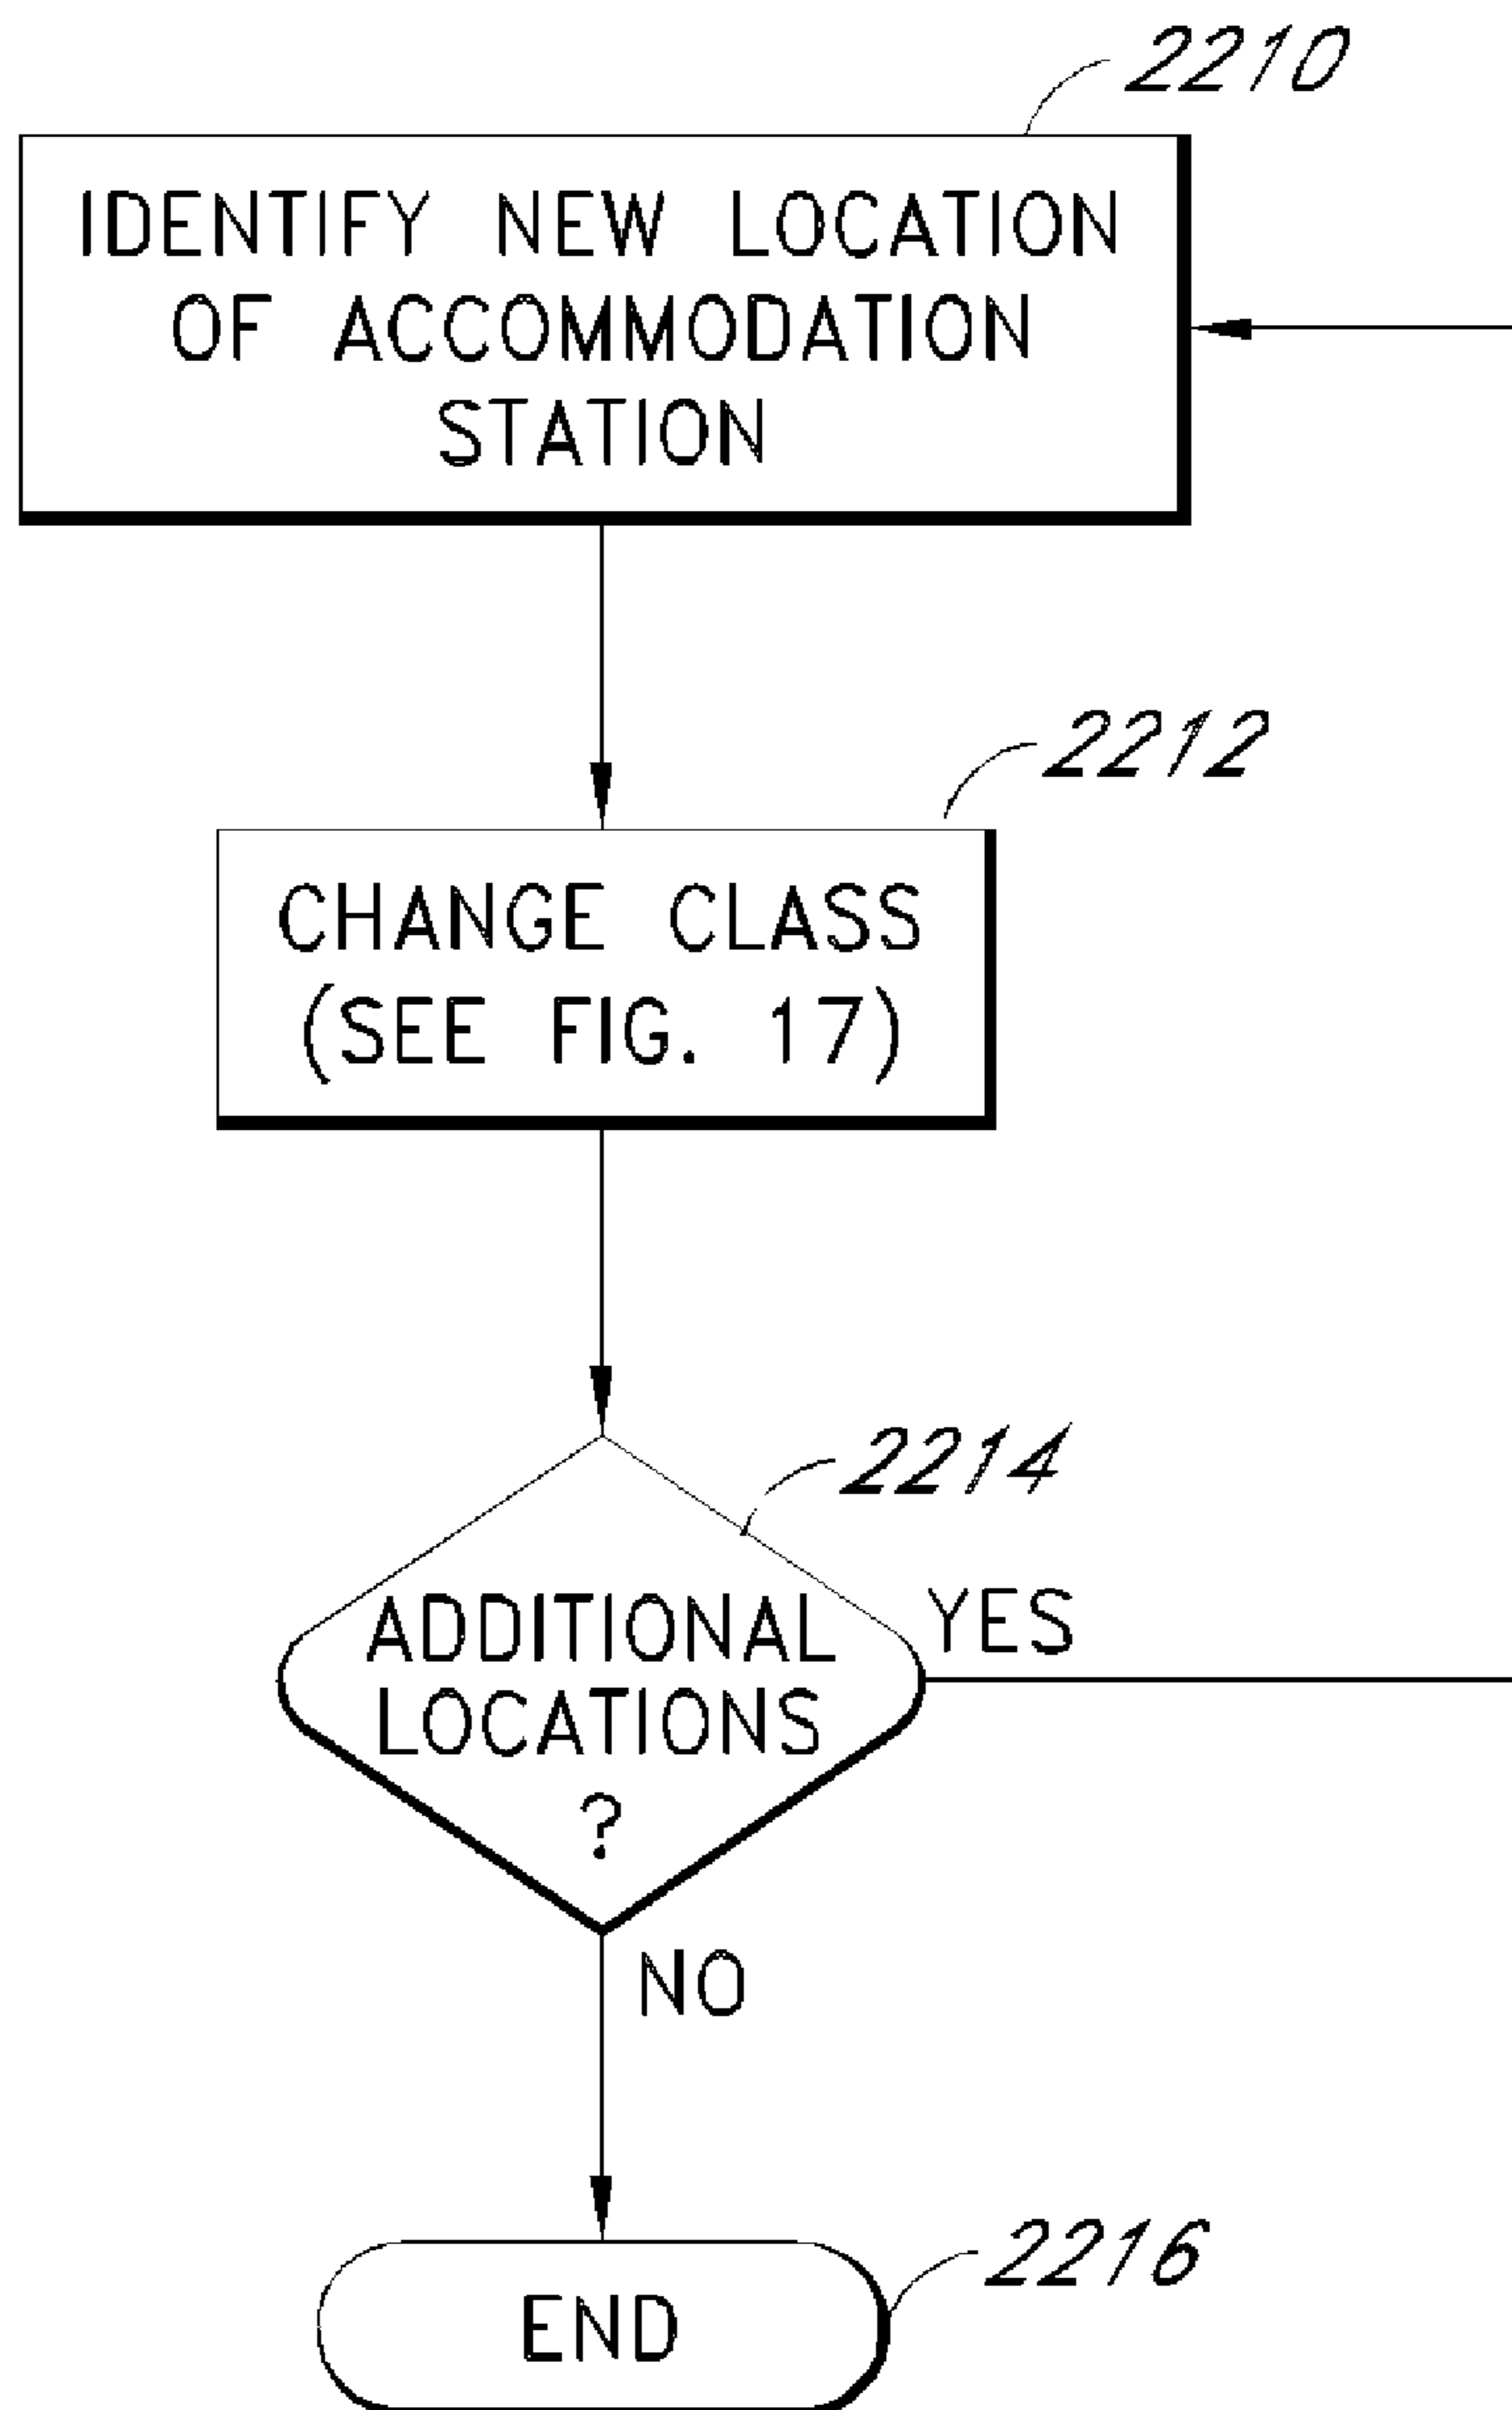 2210
IDENTIFY NEW LOCATION
OF ACCOMMODATION
STATION
2212
CHANGE CLASS
(SEE FIG. 17)
2214
ADDITIONAL
LOCATIONS
?
YES
NO
2216
END